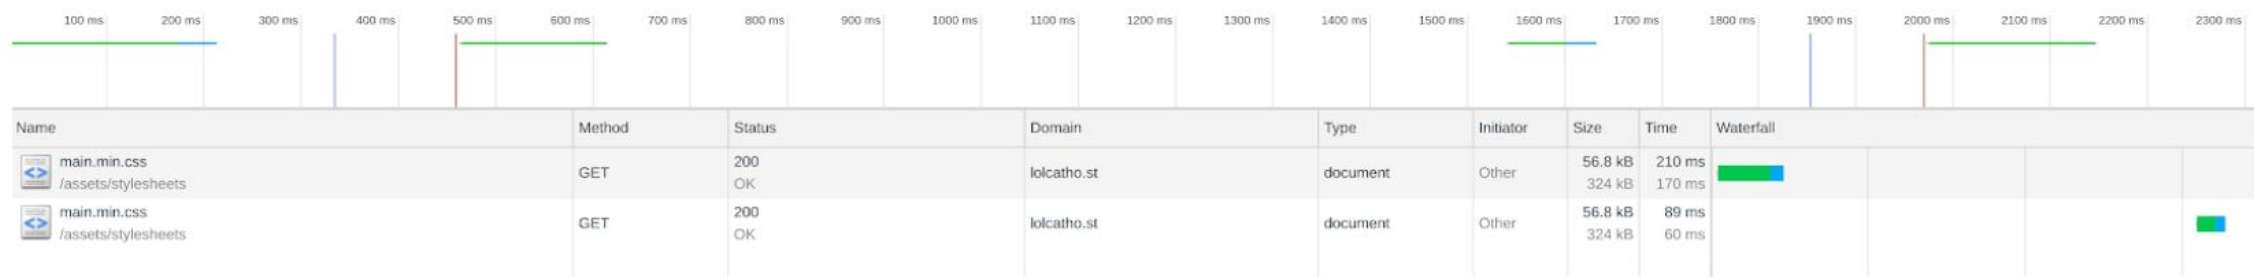 100 ms 200 ms 300 ms 400 ms 500 ms 600 ms 700 ms 800 ms 900 ms 1000 ms 1100 ms 1200 ms 1300 ms 1400 ms 1500 ms 1600 ms 1700 ms 1800 ms 1900 ms 2000 ms 2100 ms 2200 ms 2300 ms
Name Method Status Domain Type Initiator Size Time Waterfall
main.min.css 200 56.8 kB 210 ms
GET lolcatho.st document Other
/assets/stylesheets OK 324 kB 170 ms
main.min.css 200 56.8 kB 89 ms
GET lolcatho.st document Other
/assets/stylesheets OK 324 kB 60 ms